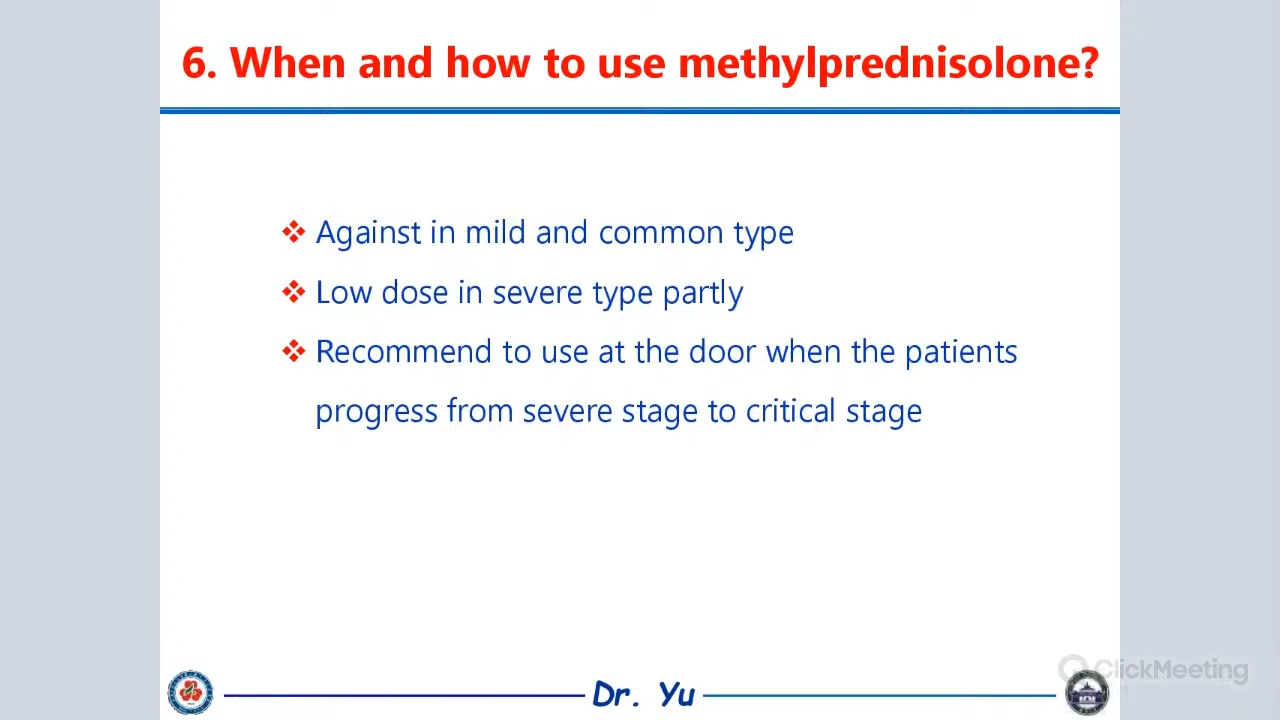 6. When and how to use methylprednisolone?
Against in mild and common type
Low dose in severe type partly
Recommend to use at the door when the patients
progress from severe stage to critical stage
ClickMeeting
Dr. Yu